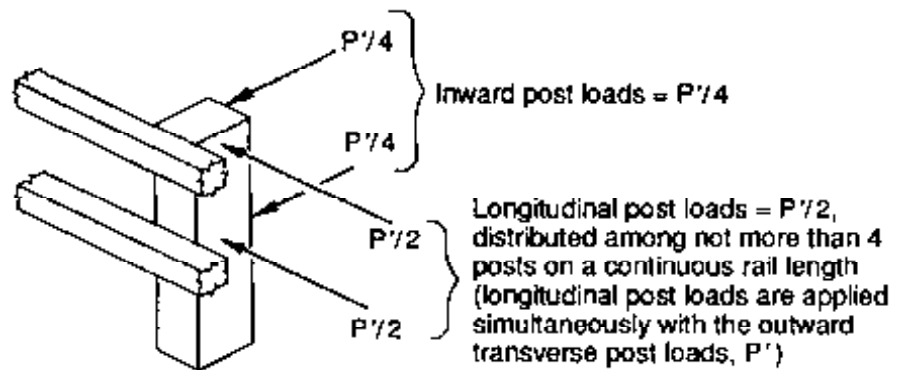 P'/4
Inward post loads = P'/4
P'/4
P'/2
P'/2
Longitudinal post loads = P'/2,
distributed among not more than 4
posts on a continuous rail length
(longitudinal post loads are applied
simultaneously with the outward
transverse post loads, P')